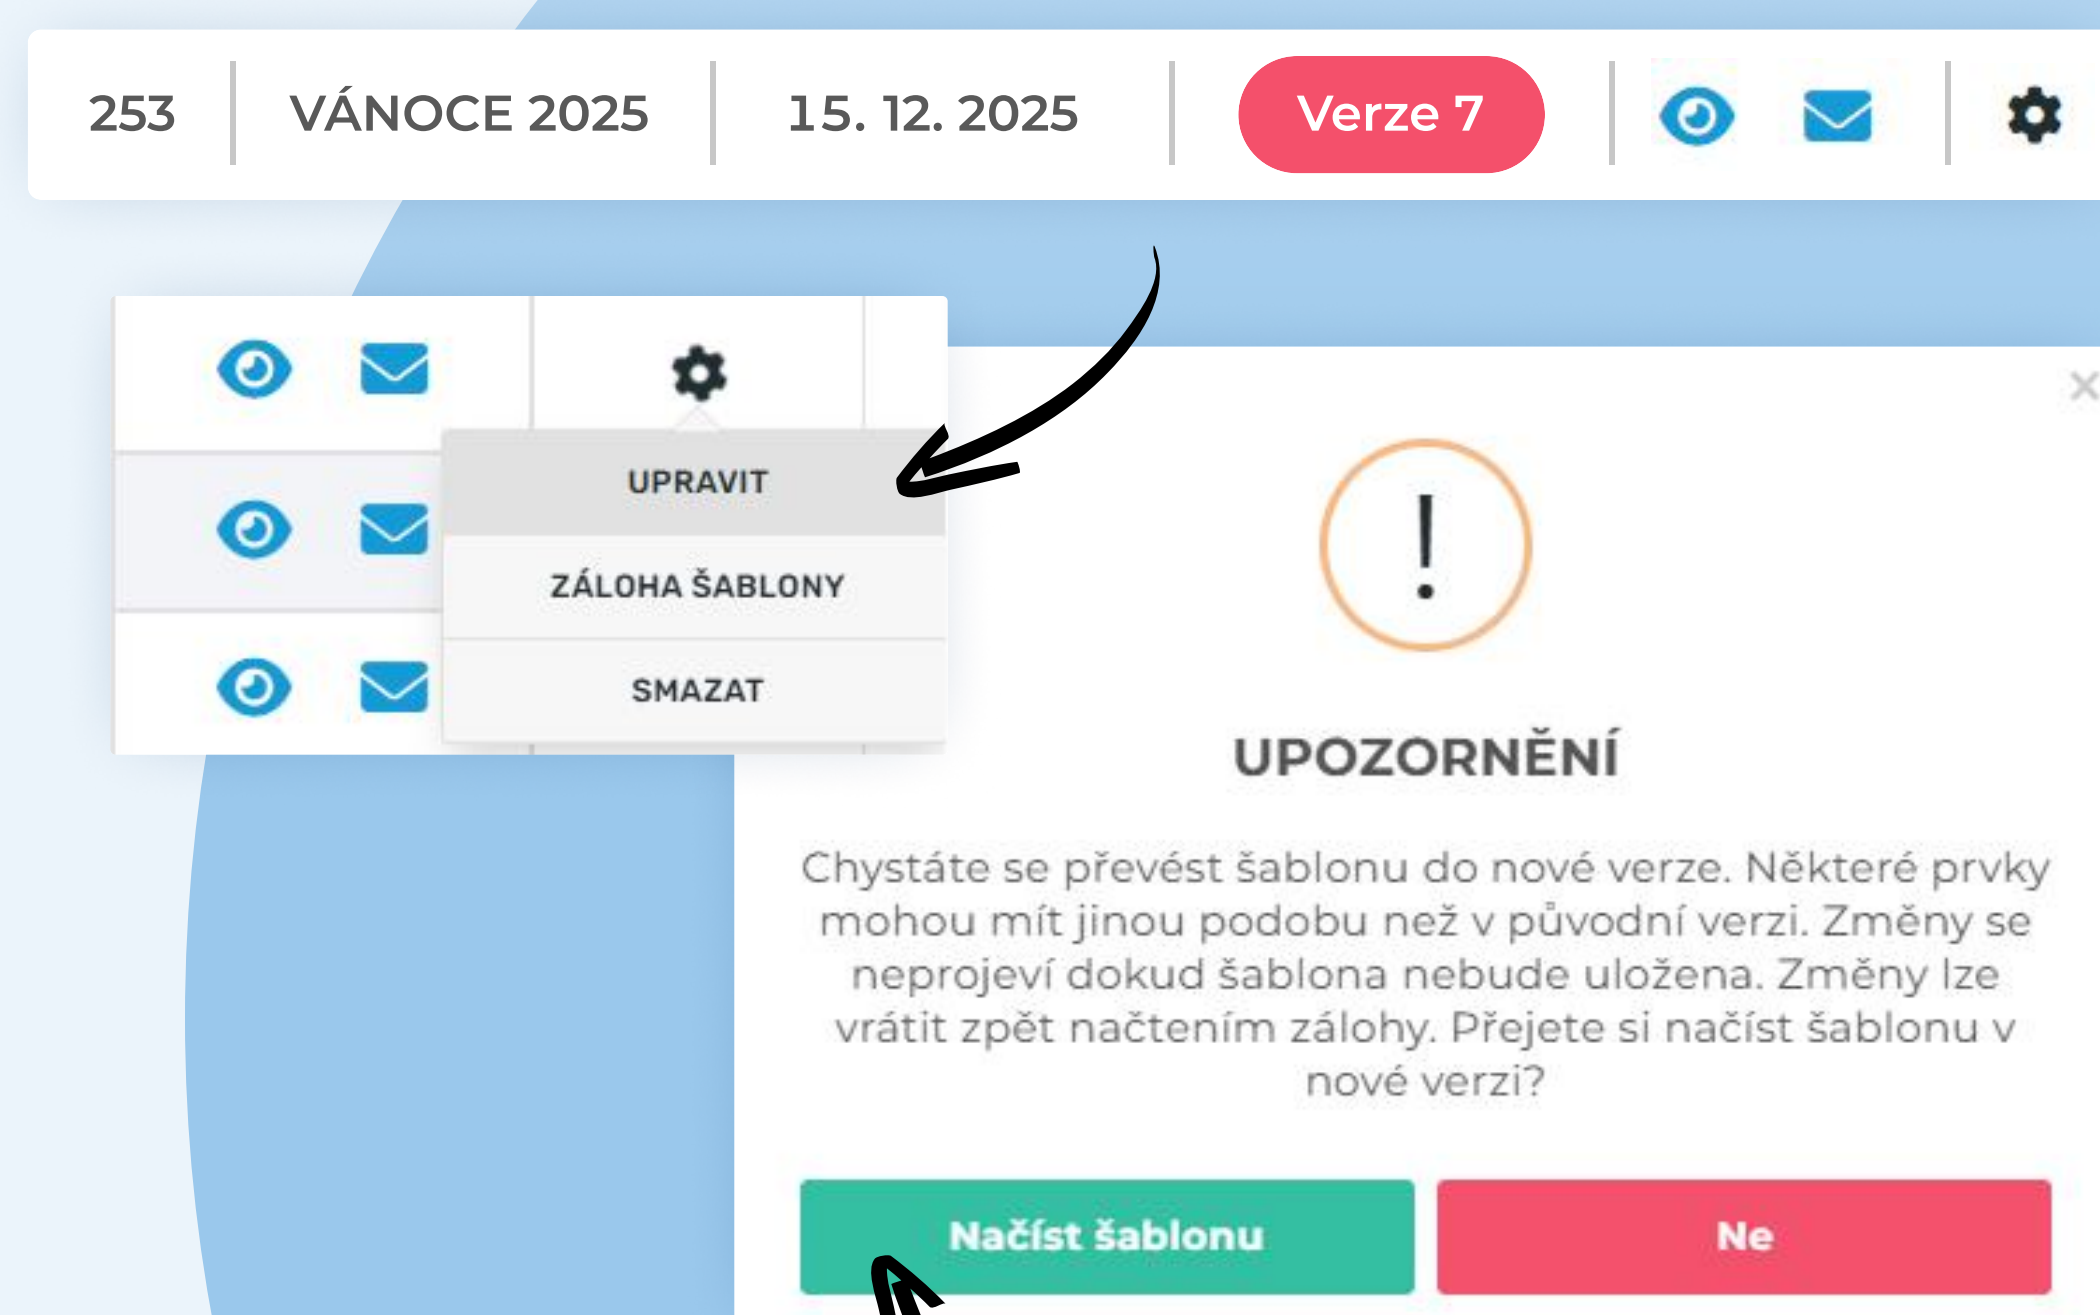 253 VÁNOCE 2025 15. 12. 2025 Verze 7
UPRAVIT
ZÁLOHA ŠABLONY
SMAZAT
UPOZORNĚNÍ
Chystáte se převést šablonu do nové verze. Některé prvky
mohou mít jinou podobu než v původní verzi. Změny se
neprojeví dokud šablona nebude uložena. Změny lze
vrátit zpět načtením zálohy. Přejete si načíst šablonu v
nové verzi?
Načíst šablonu Ne